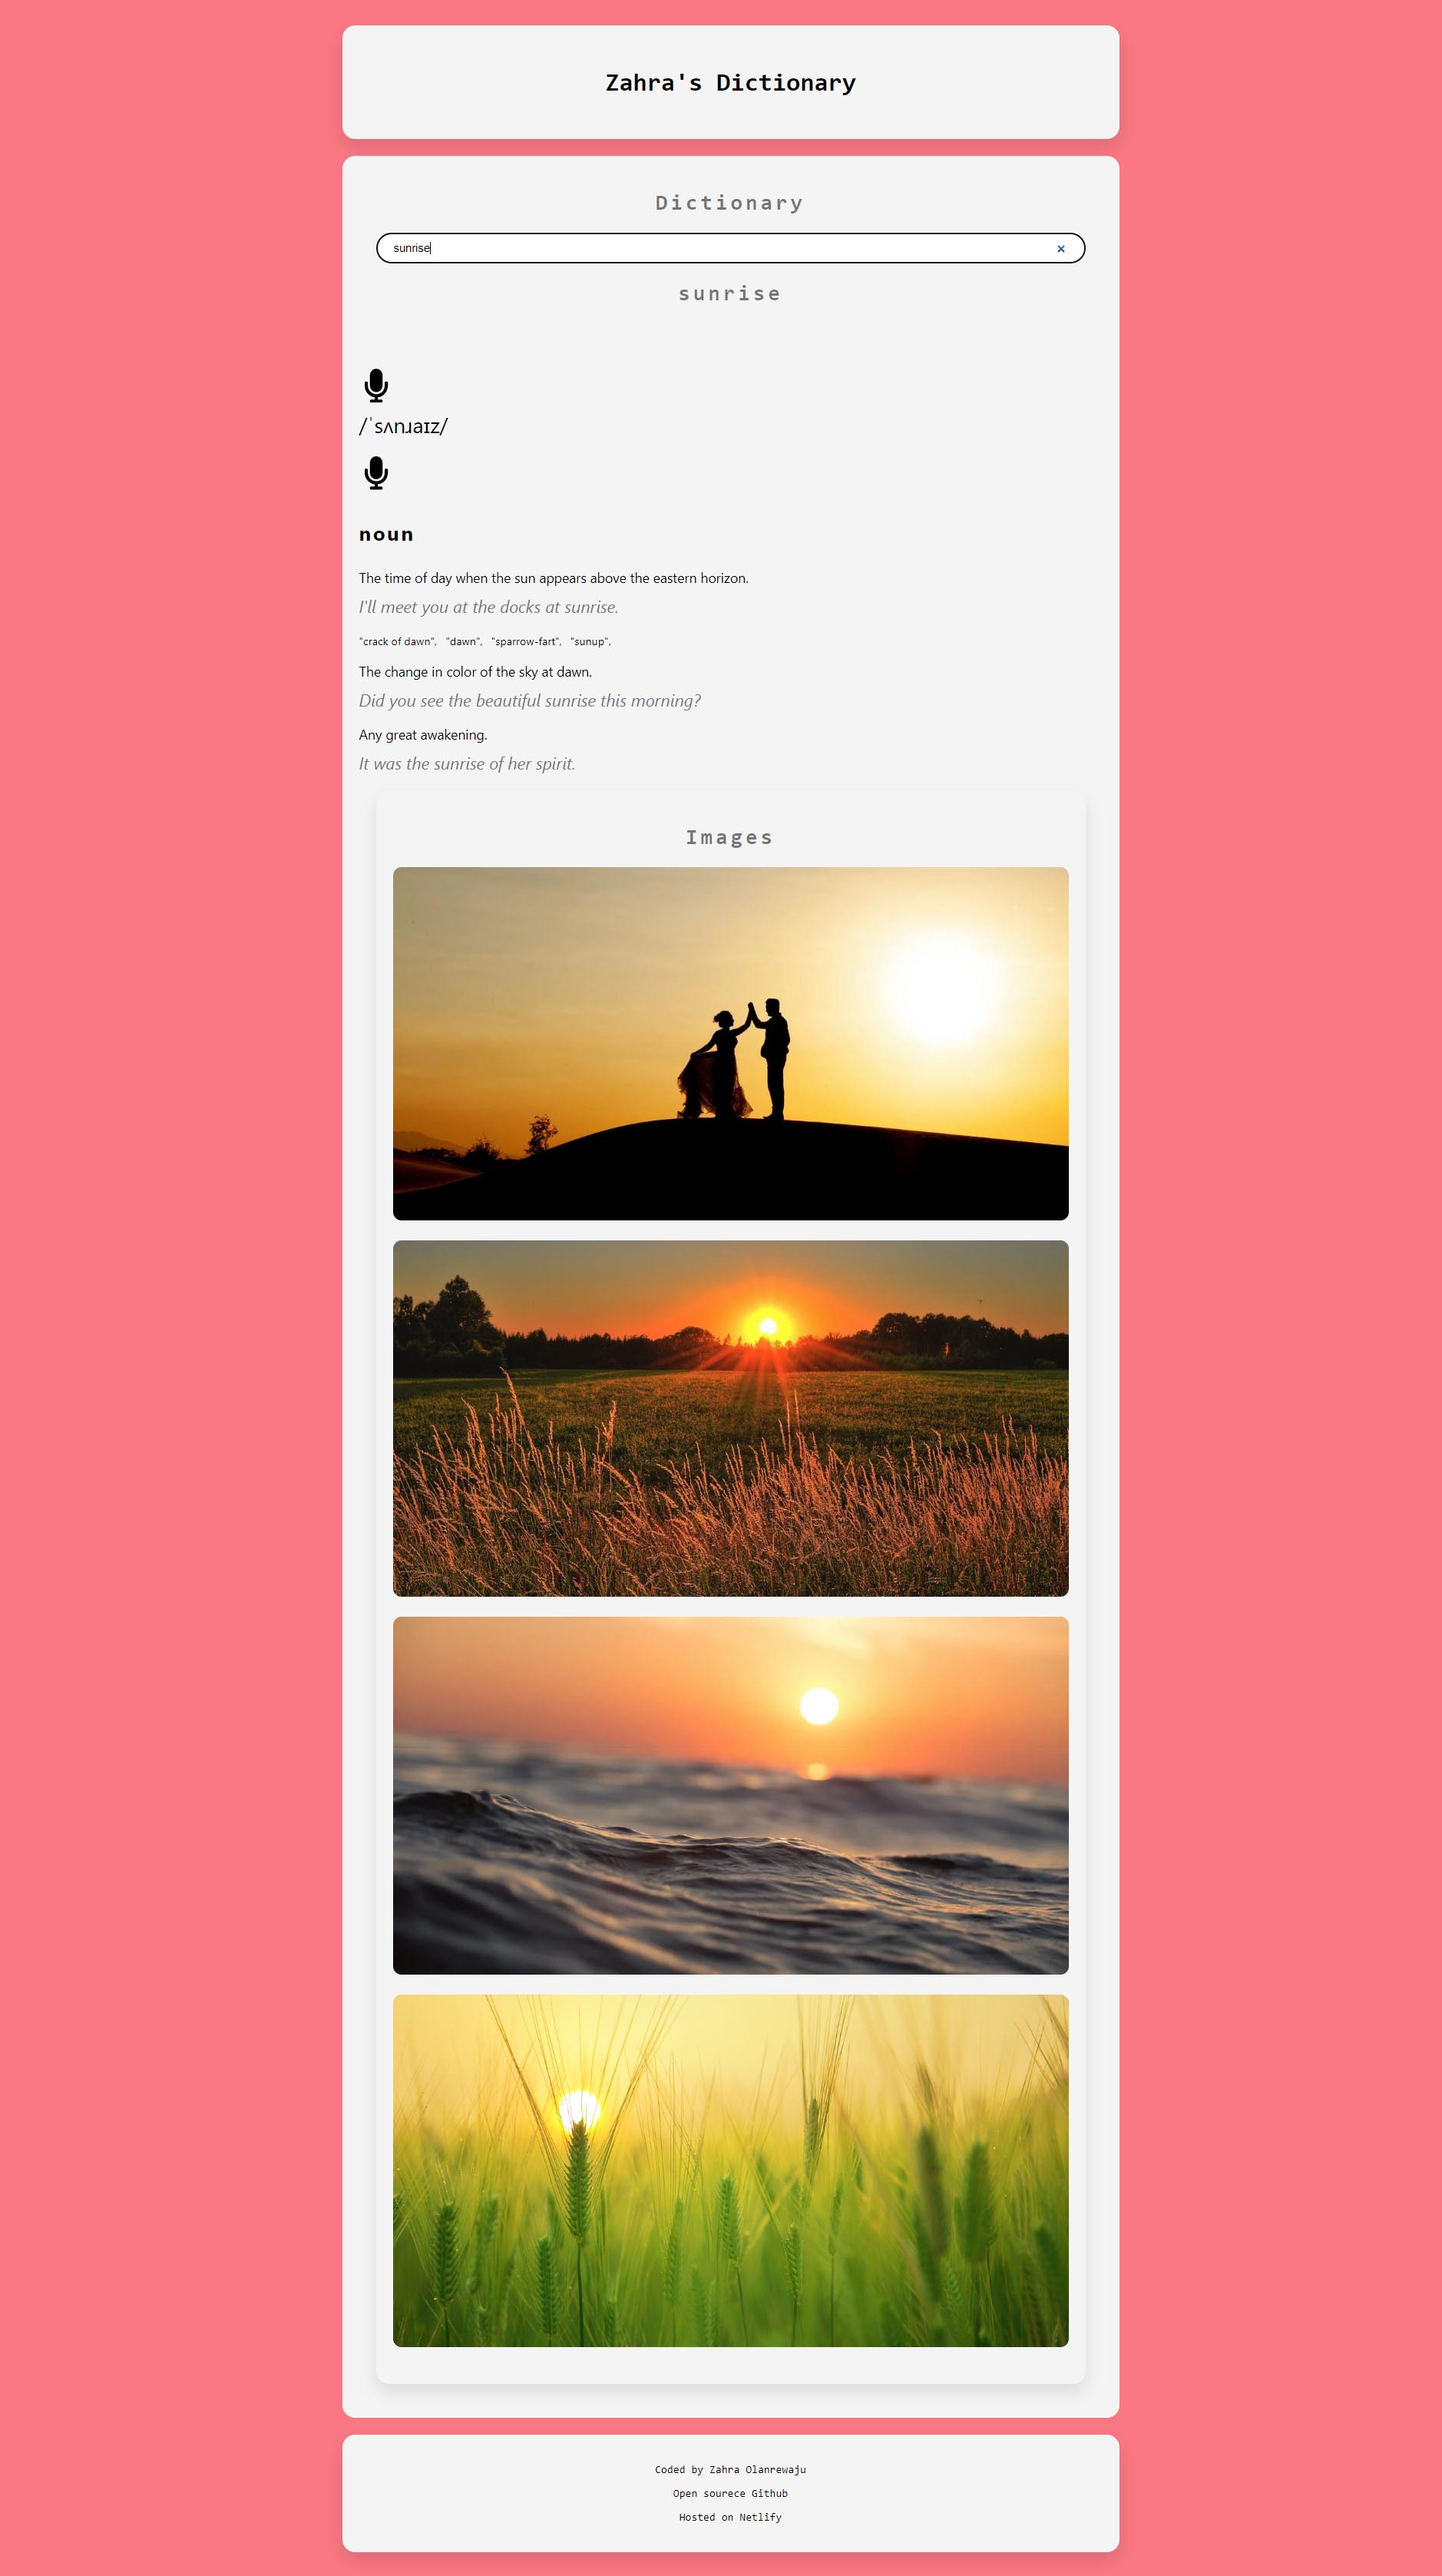 Zahra's Dictionary
Dictionary
sunrise
sunrise
/ˈsʌnɹaɪz/
noun
The time of day when the sun appears above the eastern horizon.
I'll meet you at the docks at sunrise.
"crack of dawn", "dawn", "sparrow-fart", "sunup",
The change in color of the sky at dawn.
Did you see the beautiful sunrise this morning?
Any great awakening.
It was the sunrise of her spirit.
Images
Coded by Zahra Olanrewaju
Open sourece Github
Hosted on Netlify